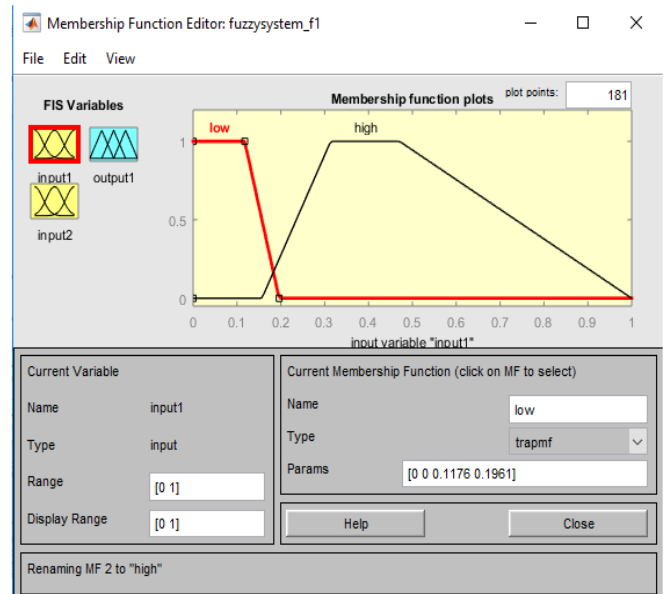 Membership Function Editor: fuzzysystem_f1
File Edit View
FIS Variables
Membership function plots
plot points:
181
input1
output1
input2
low
high
1
0.5
0
0 0.1 0.2 0.3 0.4 0.5 0.6 0.7 0.8 0.9 1
input variable "input1"
Current Variable
Name input1
Type input
Range [0 1]
Display Range [0 1]
Current Membership Function (click on MF to select)
Name low
Type trapmf
Params [0 0 0.1176 0.1961]
Help Close
Renaming MF 2 to "high"